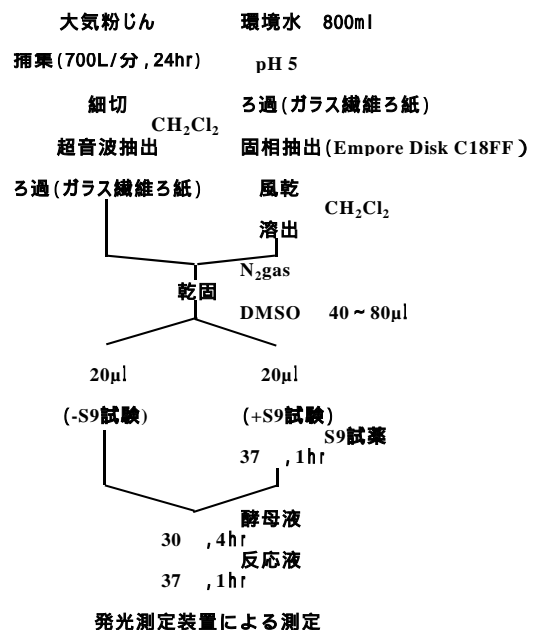 大気粉じん 環境水 800ml
捕集(700L/分,24hr) pH 5
細切 ろ過(ガラス繊維ろ紙)
CH₂Cl₂
超音波抽出 固相抽出(Empore Disk C18FF)
ろ過(ガラス繊維ろ紙) 風乾
CH₂Cl₂
溶出
N₂gas
乾固
DMSO 40~80μl
20μl 20μl
(-S9試験) (+S9試験)
S9試薬
37 ,1hr
酵母液
30 ,4hr
反応液
37 ,1hr
発光測定装置による測定